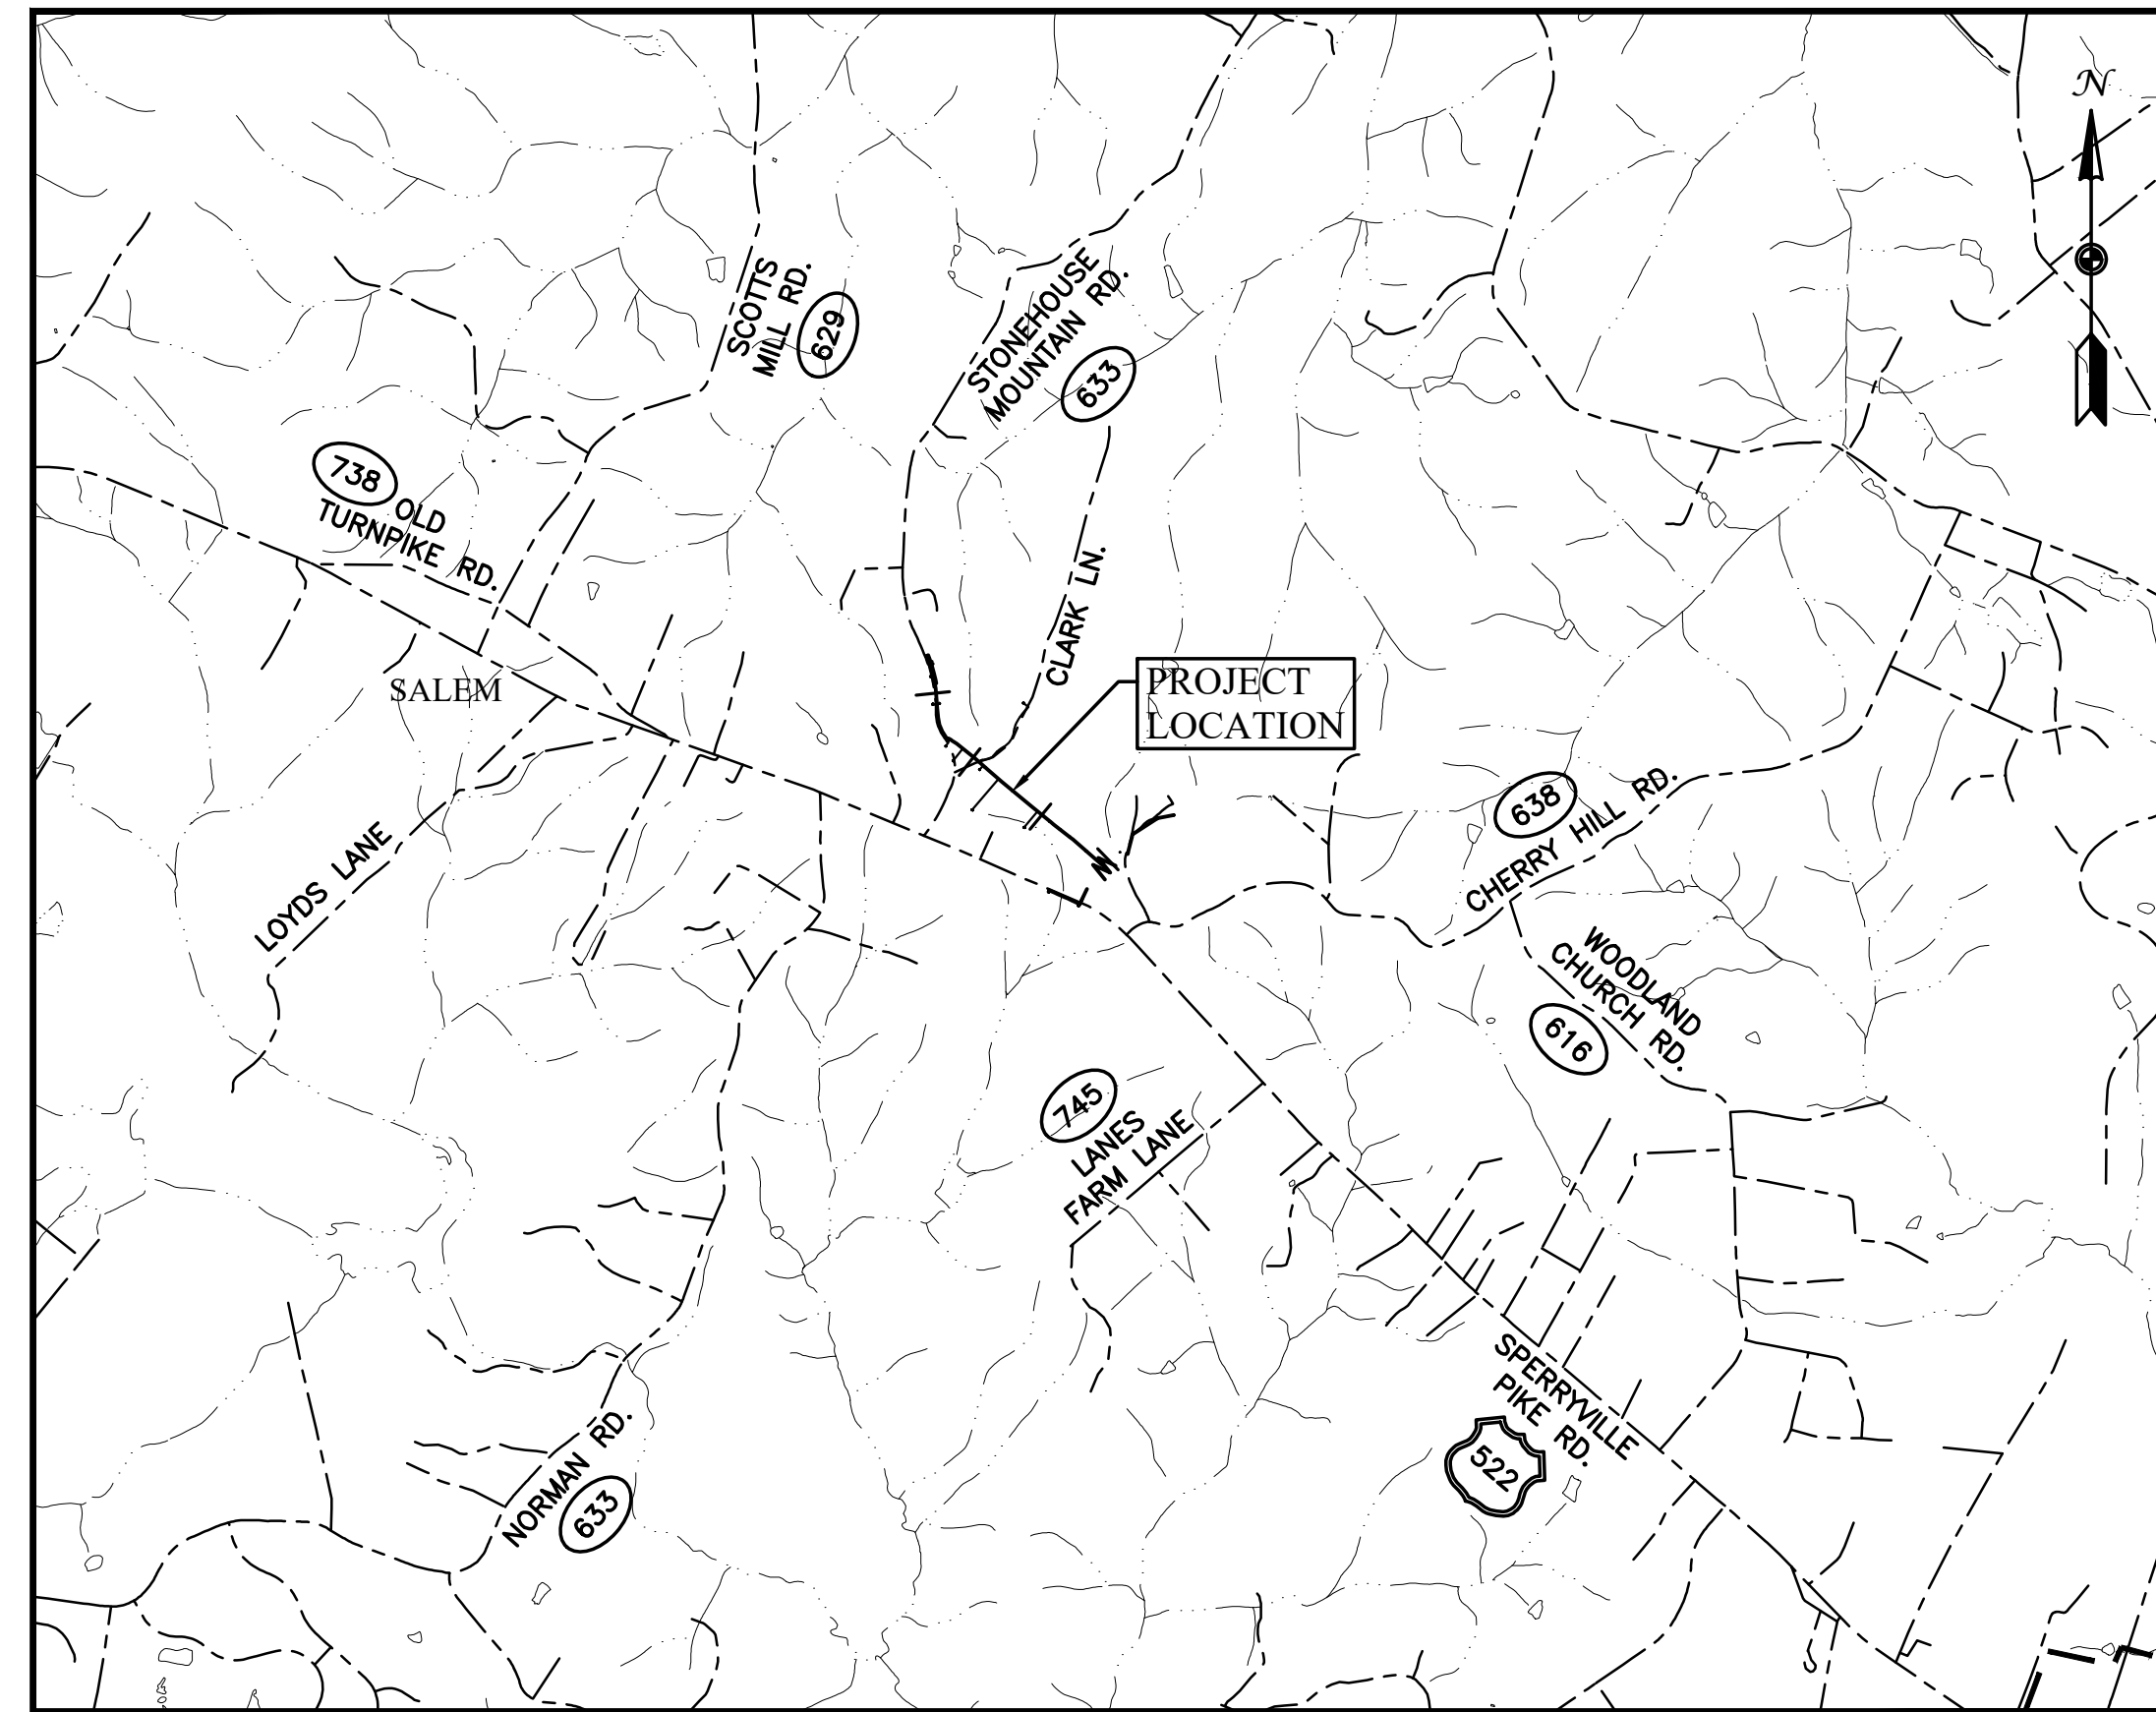 N
SCOTTS
MILL RD.
629
STONEHOUSE
MOUNTAIN RD.
633
738
OLD
TURNPIKE RD.
CLARK LN.
SALEM
PROJECT
LOCATION
638
CHERRY HILL RD.
LOYDS LANE
WOODLAND
CHURCH RD.
616
745
LANES
FARM LANE
SPERRYVILLE
PIKE RD.
522
NORMAN RD.
633